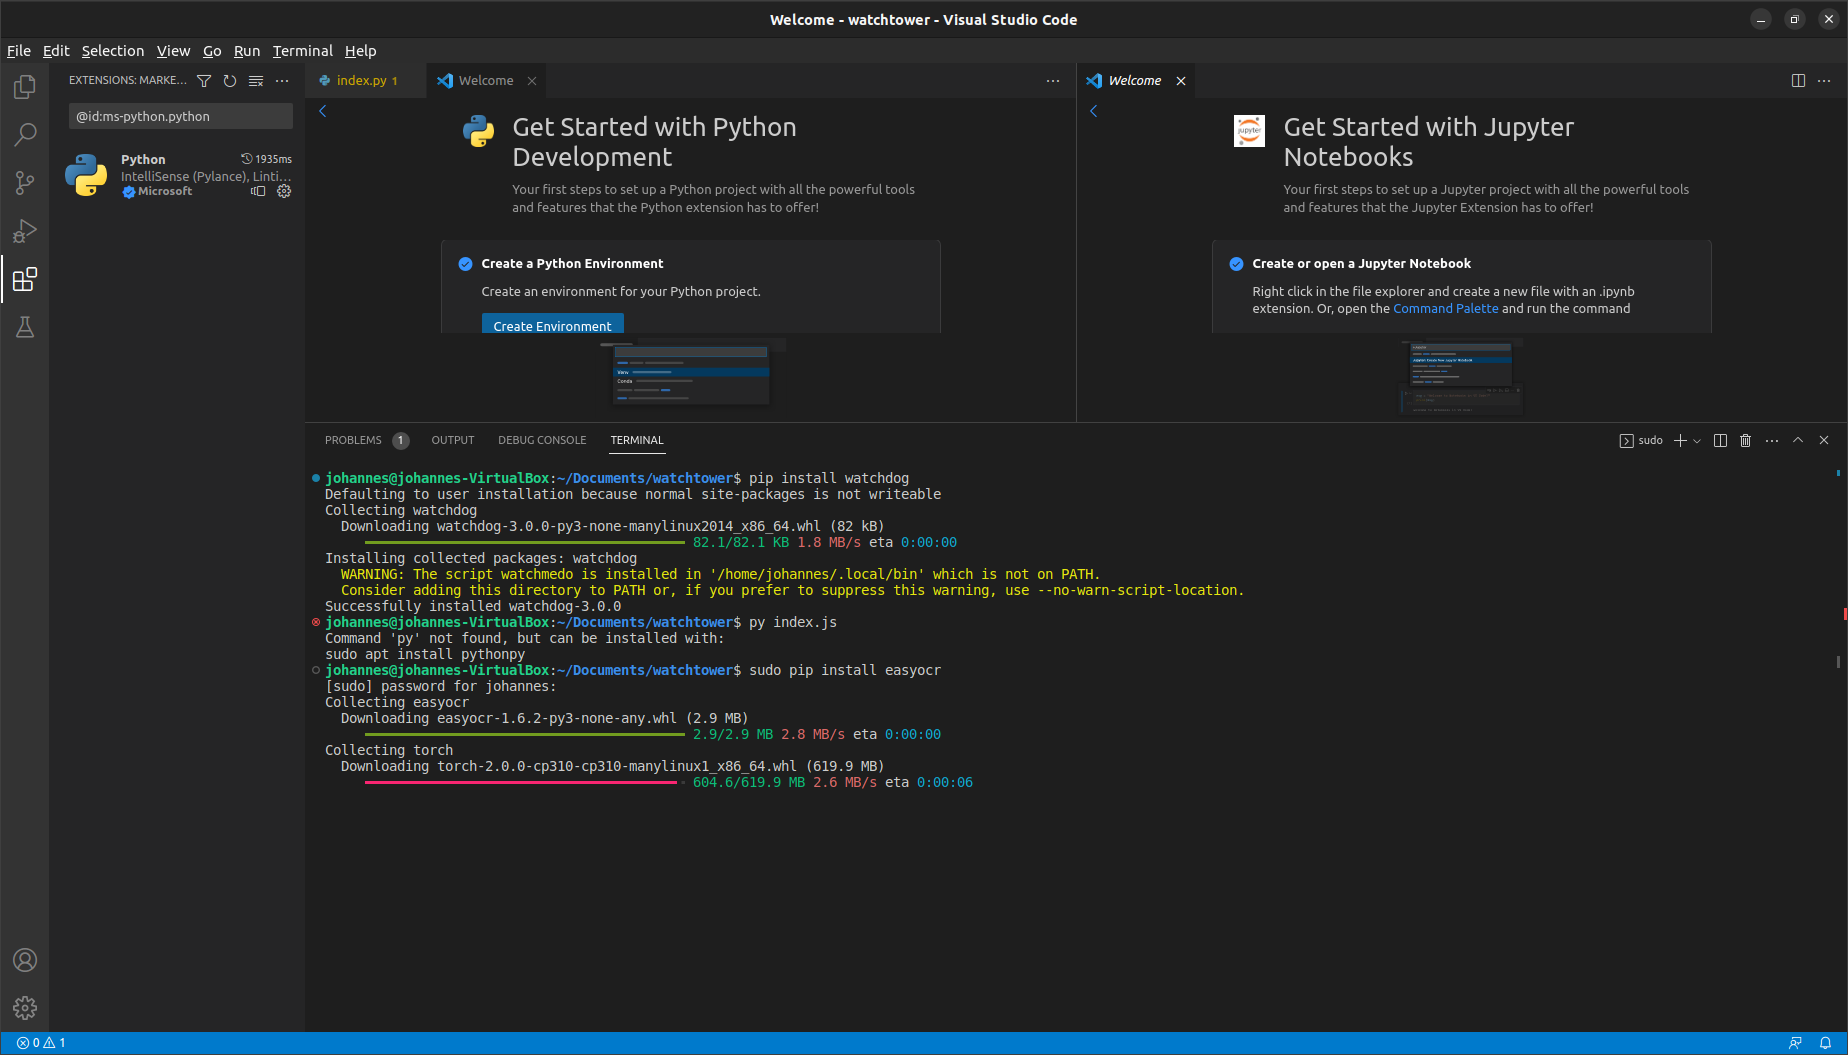 Welcome - watchtower - Visual Studio Code
File Edit Selection View Go Run Terminal Help
EXTENSIONS: MARKE...
@id:ms-python.python
Python 1935ms
IntelliSense (Pylance), Linti...
Microsoft
index.py 1
Welcome
Get Started with Python
Development
Your first steps to set up a Python project with all the powerful tools
and features that the Python extension has to offer!
Create a Python Environment
Create an environment for your Python project.
Create Environment
Venv
Conda
Welcome
jupyter
Get Started with Jupyter
Notebooks
Your first steps to set up a Jupyter project with all the powerful tools
and features that the Jupyter Extension has to offer!
Create or open a Jupyter Notebook
Right click in the file explorer and create a new file with an .ipynb
extension. Or, open the Command Palette and run the command
PROBLEMS 1 OUTPUT DEBUG CONSOLE TERMINAL
sudo
johannes@johannes-VirtualBox:~/Documents/watchtower$ pip install watchdog
Defaulting to user installation because normal site-packages is not writeable
Collecting watchdog
Downloading watchdog-3.0.0-py3-none-manylinux2014_x86_64.whl (82 kB)
82.1/82.1 KB 1.8 MB/s eta 0:00:00
Installing collected packages: watchdog
WARNING: The script watchmedo is installed in '/home/johannes/.local/bin' which is not on PATH.
Consider adding this directory to PATH or, if you prefer to suppress this warning, use --no-warn-script-location.
Successfully installed watchdog-3.0.0
johannes@johannes-VirtualBox:~/Documents/watchtower$ py index.js
Command 'py' not found, but can be installed with:
sudo apt install pythonpy
johannes@johannes-VirtualBox:~/Documents/watchtower$ sudo pip install easyocr
[sudo] password for johannes:
Collecting easyocr
Downloading easyocr-1.6.2-py3-none-any.whl (2.9 MB)
2.9/2.9 MB 2.8 MB/s eta 0:00:00
Collecting torch
Downloading torch-2.0.0-cp310-cp310-manylinux1_x86_64.whl (619.9 MB)
604.6/619.9 MB 2.6 MB/s eta 0:00:06
0 1